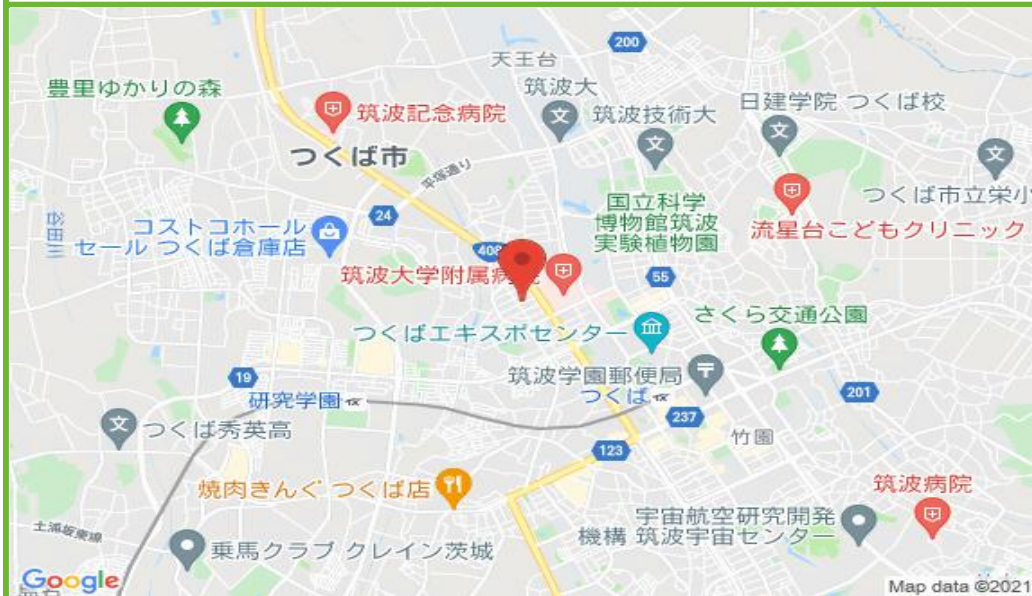 200
天王台
豊里ゆかりの森
筑波大
筑波技術大
日建学院 つくば校
筑波記念病院
つくば市
平塚通り
つくば市立栄小
国立科学
博物館筑波
実験植物園
24
コストコホール
セール つくば倉庫店
流星台こどもクリニック
408
筑波大学附属病
55
さくら交通公園
つくばエキスポセンター
筑波学園郵便局
つくば
19
研究学園
201
237
つくば秀英高
竹園
123
焼肉きんぐ つくば店
筑波病院
宇宙航空研究開発
機構 筑波宇宙センター
土浦坂東線
乗馬クラブ クレイン茨城
Google
Map data ©2021